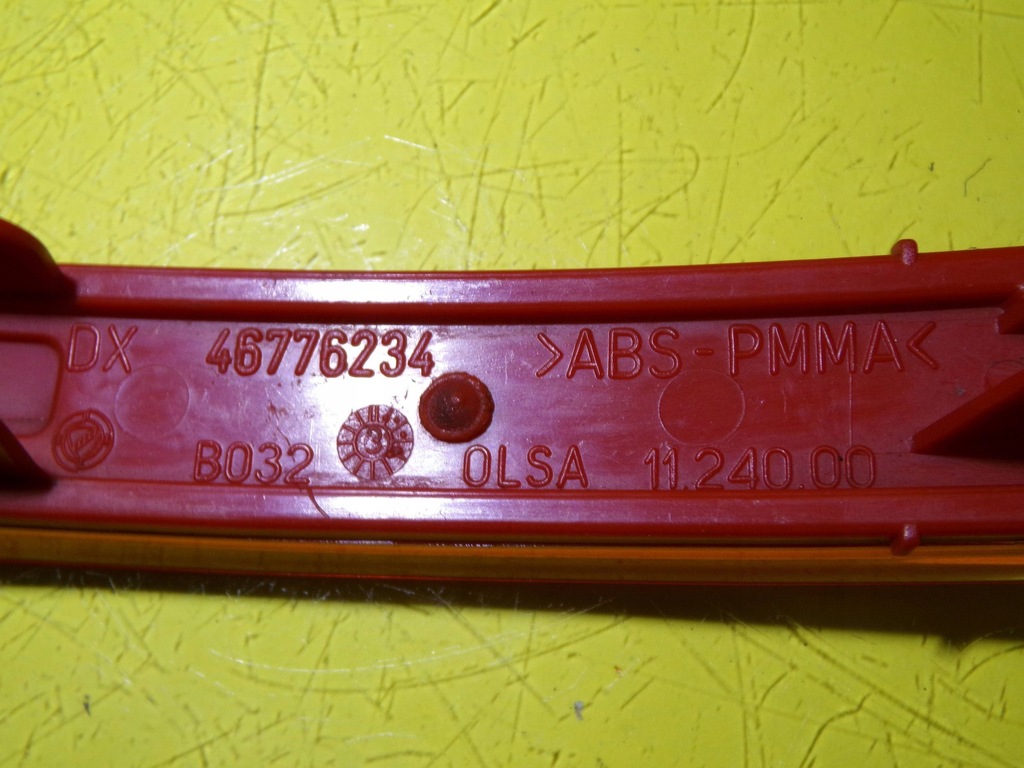 DX 46776234 >ABS-PMMA<
B032 OLSA 11.240.00